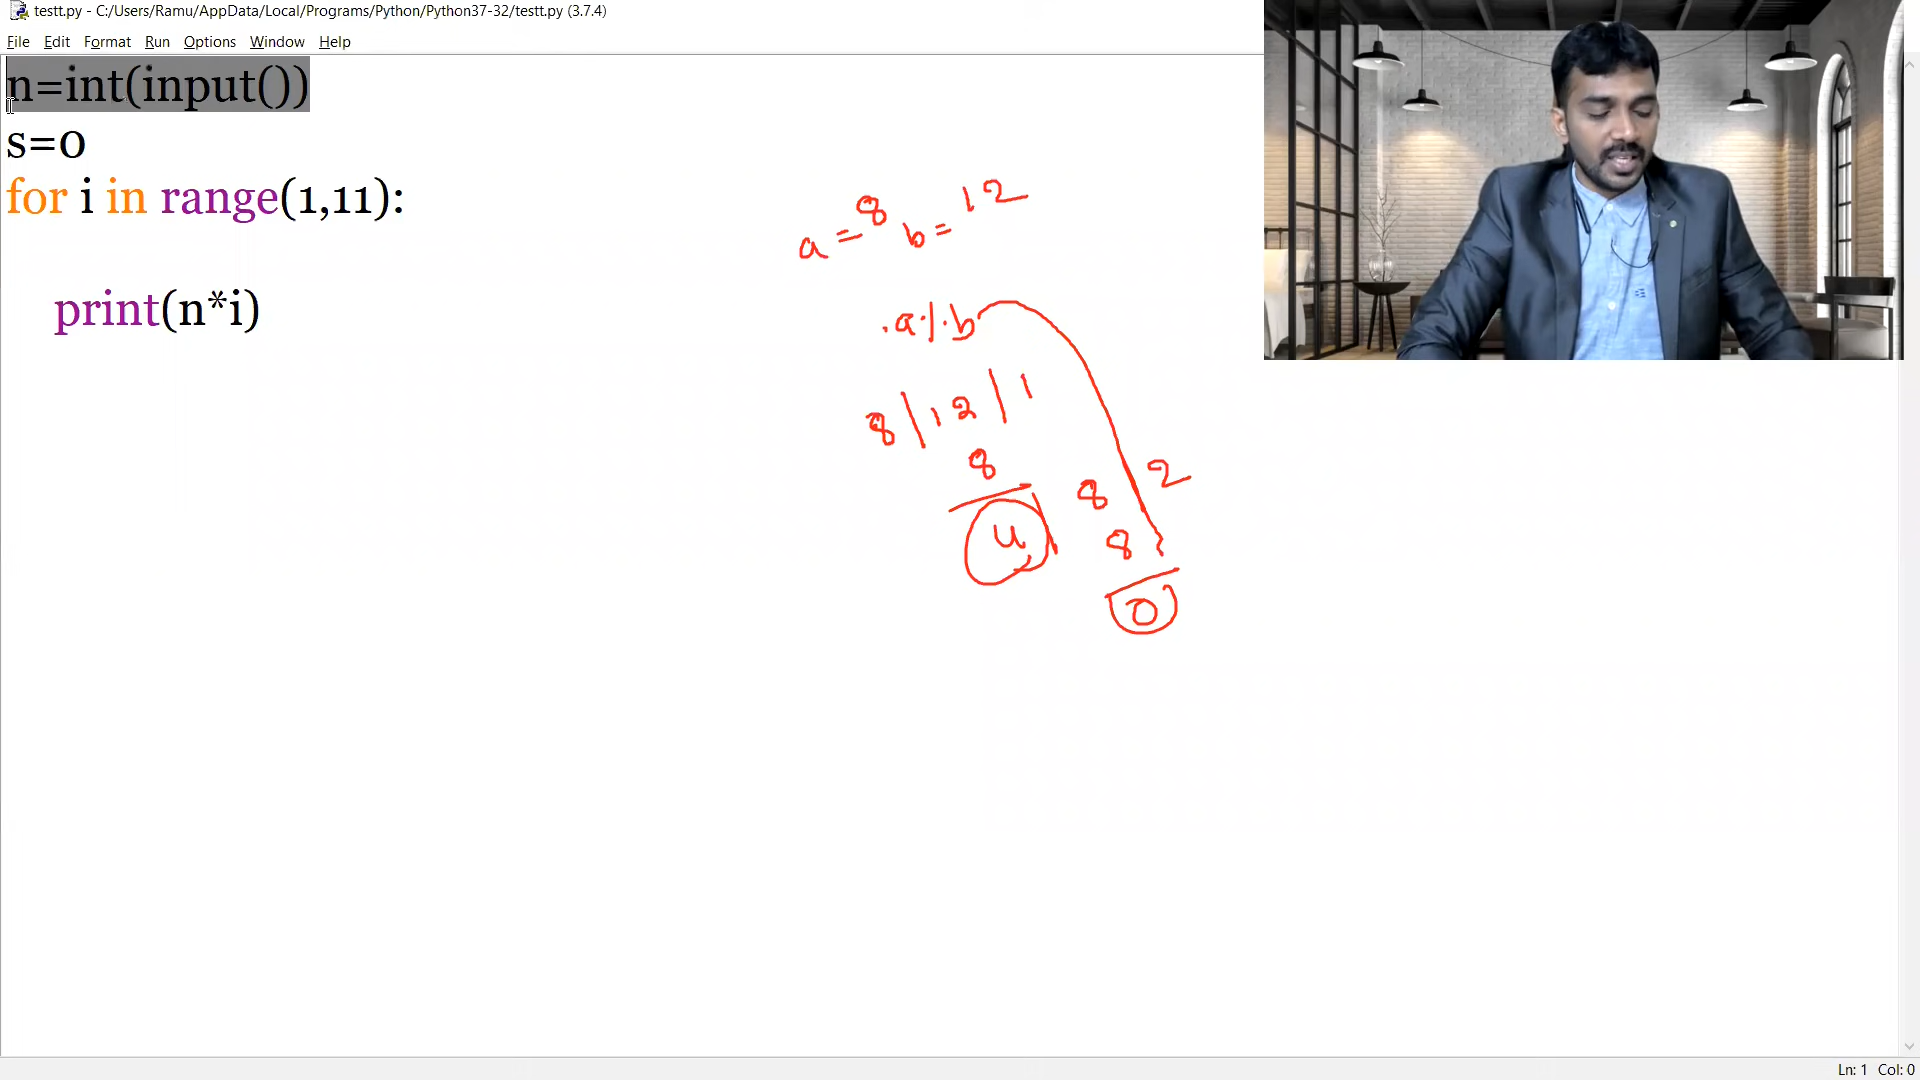 testt.py - C:/Users/Ramu/AppData/Local/Programs/Python/Python37-32/testt.py (3.7.4)
File Edit Format Run Options Window Help
n=int(input())
s=0
for i in range(1,11):
print(n*i)
a=8 b=12
a%b
8|12|1
8
4
8 2
8
0
Ln: 1 Col: 0